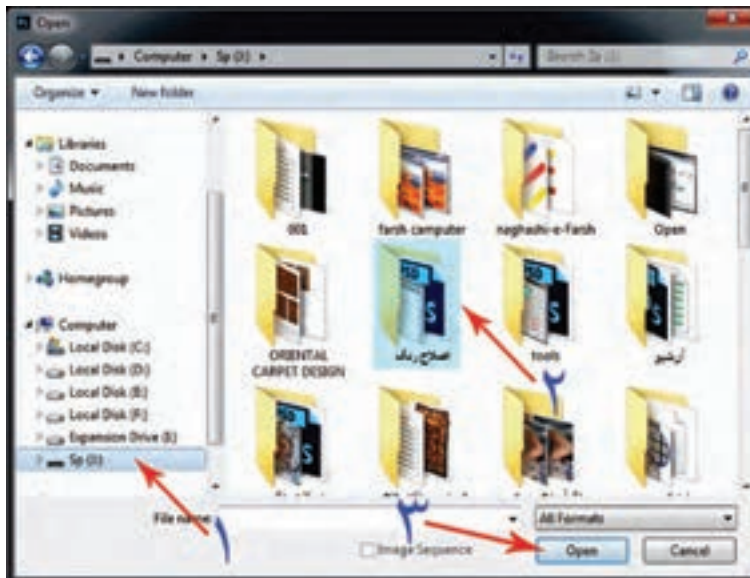 Open
Computer ▸ Sp (J:) ▸
Organize ▾ New folder
Libraries
Documents
Music
Pictures
Videos
Homegroup
Computer
Local Disk (C:)
Local Disk (D:)
Local Disk (E:)
Local Disk (F:)
Expansion Drive (I:)
Sp (J:)
001
farsh camputer
naghashi-e-Farsh
Open
ORIENTAL
CARPET DESIGN
اصلاح رنگ
tools
آرشیو
۱
۲
۳
File name:
All Formats
Image Sequence
Open
Cancel